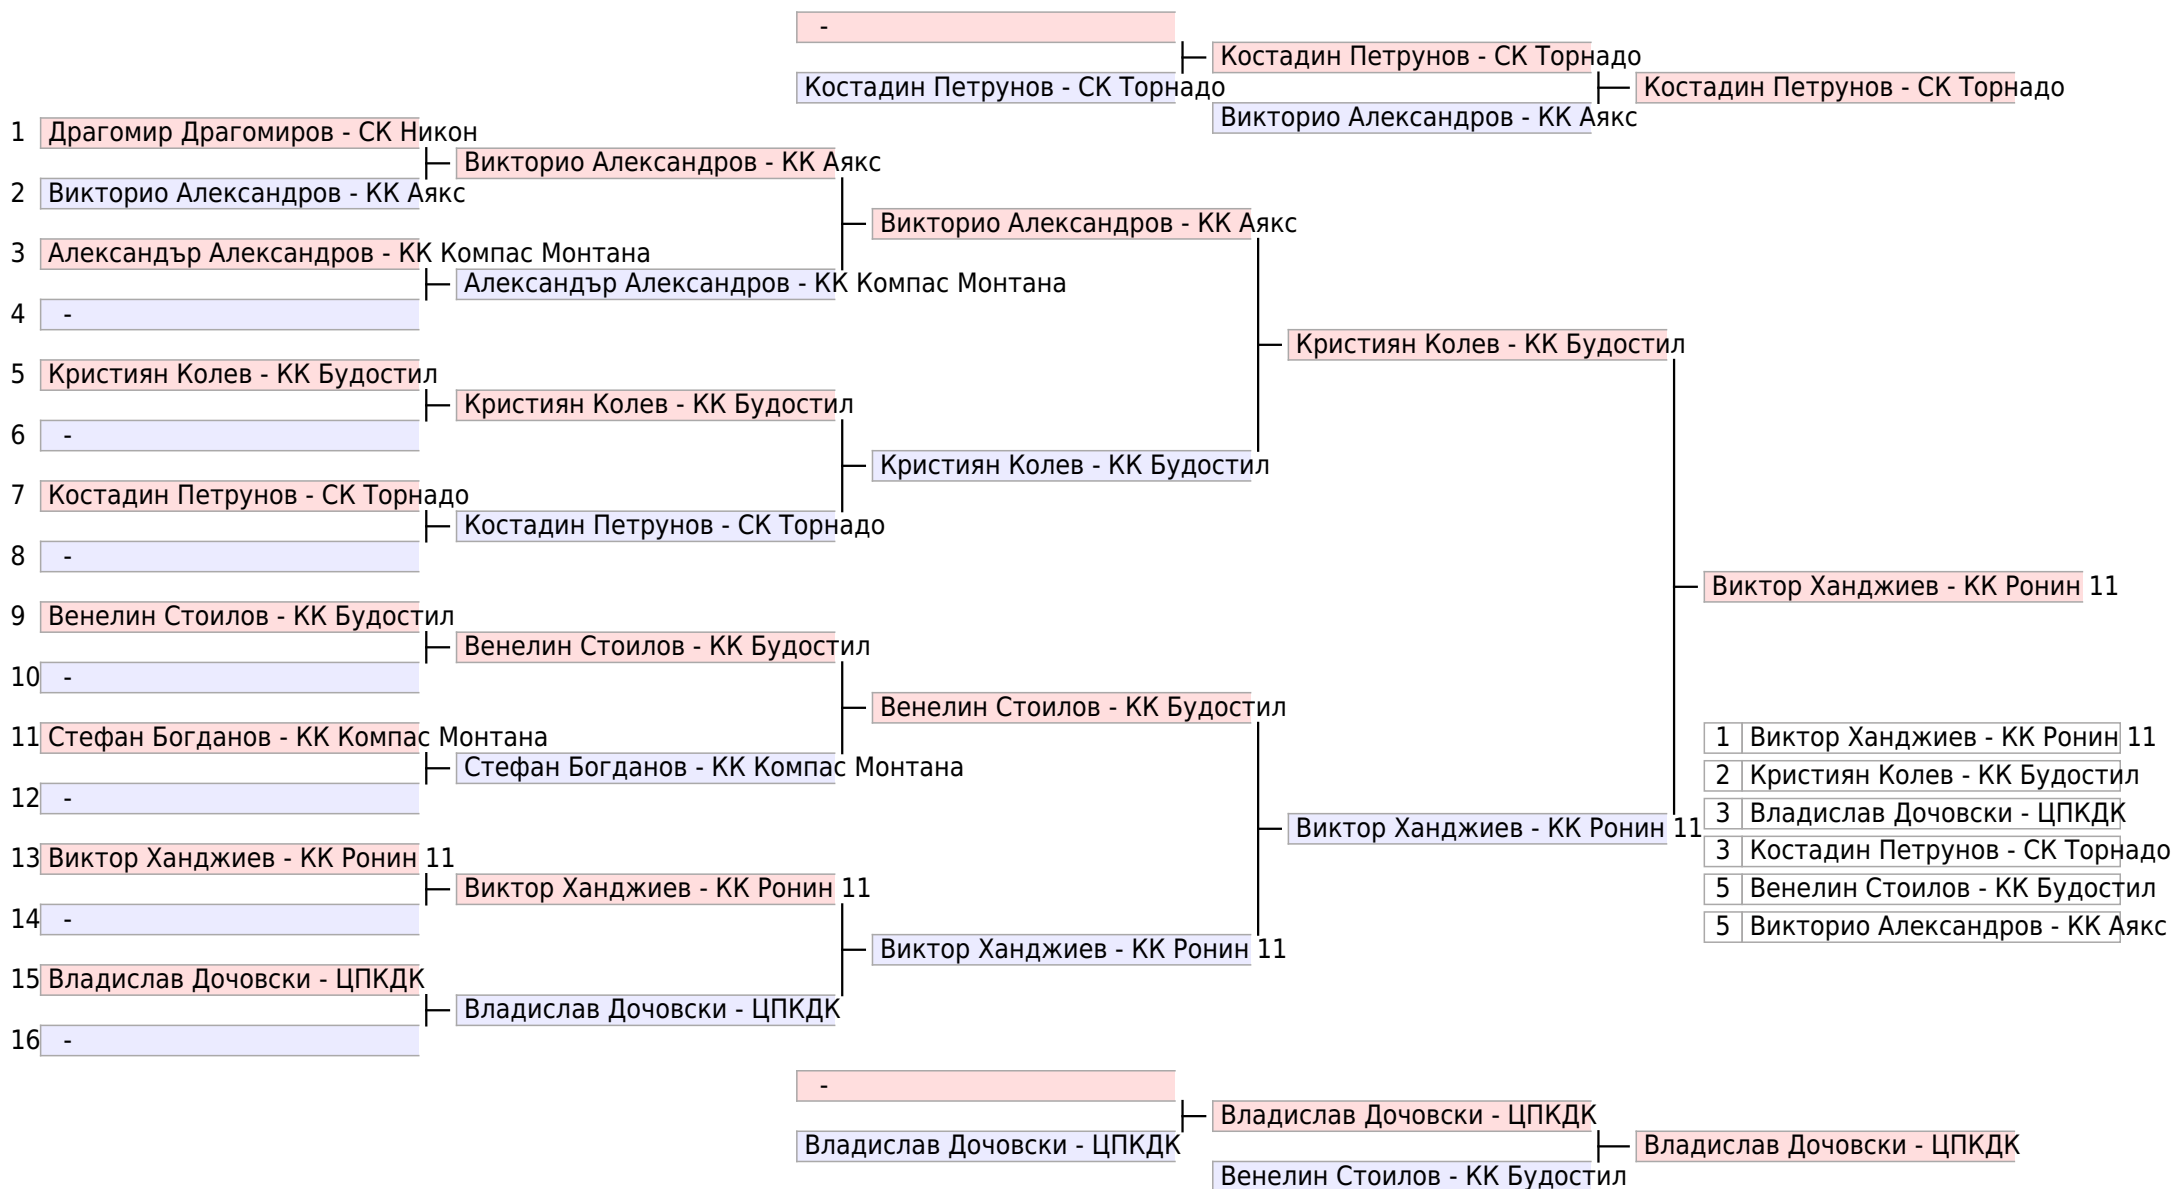 -
Костадин Петрунов - СК Торнадо
Костадин Петрунов - СК Торнадо
Викторио Александров - КК Аякс
Костадин Петрунов - СК Торнадо
1 Драгомир Драгомиров - СК Никон
2 Викторио Александров - КК Аякс
3 Александър Александров - КК Компас Монтана
4 -
5 Кристиян Колев - КК Будостил
6 -
7 Костадин Петрунов - СК Торнадо
8 -
9 Венелин Стоилов - КК Будостил
10 -
11 Стефан Богданов - КК Компас Монтана
12 -
13 Виктор Ханджиев - КК Ронин 11
14 -
15 Владислав Дочовски - ЦПКДК
16 -
Викторио Александров - КК Аякс
Александър Александров - КК Компас Монтана
Кристиян Колев - КК Будостил
Костадин Петрунов - СК Торнадо
Венелин Стоилов - КК Будостил
Стефан Богданов - КК Компас Монтана
Виктор Ханджиев - КК Ронин 11
Владислав Дочовски - ЦПКДК
Викторио Александров - КК Аякс
Кристиян Колев - КК Будостил
Венелин Стоилов - КК Будостил
Виктор Ханджиев - КК Ронин 11
Кристиян Колев - КК Будостил
Виктор Ханджиев - КК Ронин 11
Виктор Ханджиев - КК Ронин 11
1 Виктор Ханджиев - КК Ронин 11
2 Кристиян Колев - КК Будостил
3 Владислав Дочовски - ЦПКДК
3 Костадин Петрунов - СК Торнадо
5 Венелин Стоилов - КК Будостил
5 Викторио Александров - КК Аякс
-
Владислав Дочовски - ЦПКДК
Владислав Дочовски - ЦПКДК
Венелин Стоилов - КК Будостил
Владислав Дочовски - ЦПКДК